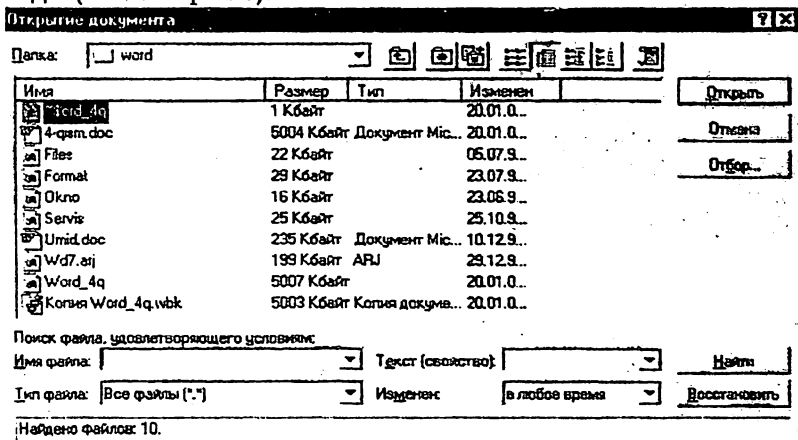 Открытие документа
Папка: word
Имя Размер Тип Изменен
1 Кбайт 20.01.0...
4-qsm.doc 5004 Кбайт Документ Mic... 20.01.0...
Files 22 Кбайт 05.07.9...
Format 29 Кбайт 23.07.9...
Okno 16 Кбайт 23.06.9...
Servis 25 Кбайт 25.10.9...
Umid.doc 235 Кбайт Документ Mic... 10.12.9...
Wd7.arj 199 Кбайт ARJ 29.12.9...
Word_4q 5007 Кбайт 20.01.0...
Копия Word_4q.wbk 5003 Кбайт Копия докуме... 20.01.0...
Открыть
Отмена
Отбор...
Поиск файла, удовлетворяющего условиям:
Имя файла: Текст (свойство): Найти
Тип файла: Все файлы (*.*) Изменен: в любое время Восстановить
Найдено файлов: 10.